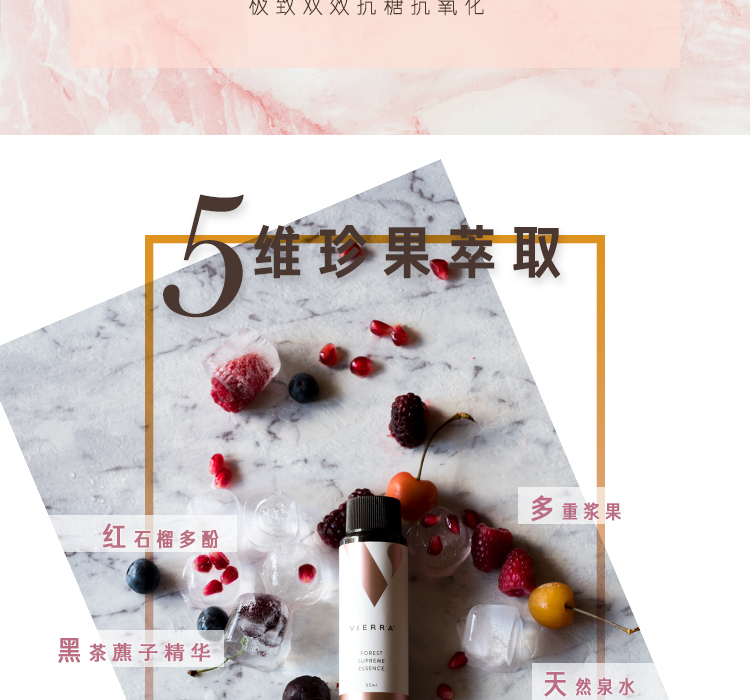 极致双效抗糖抗氧化
5维珍果萃取
多重浆果
红石榴多酚
黑茶藨子精华
天然泉水
VIERRA
FOREST
SUPRÊME
ESSENCE